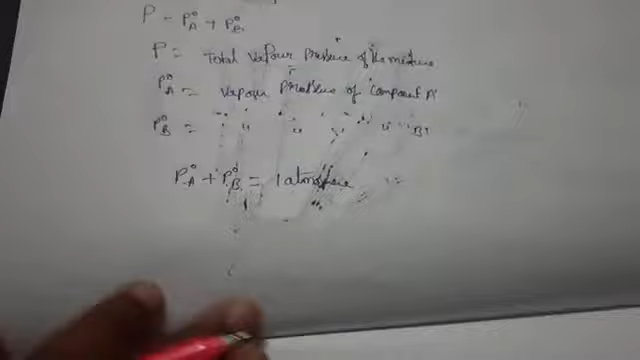 P = P°A + P°B
P = Total vapour Pressure of the mixture
P°A = vapour Pressure of Component A
P°B = " " " " B
P°A + P°B = 1 atmosphere